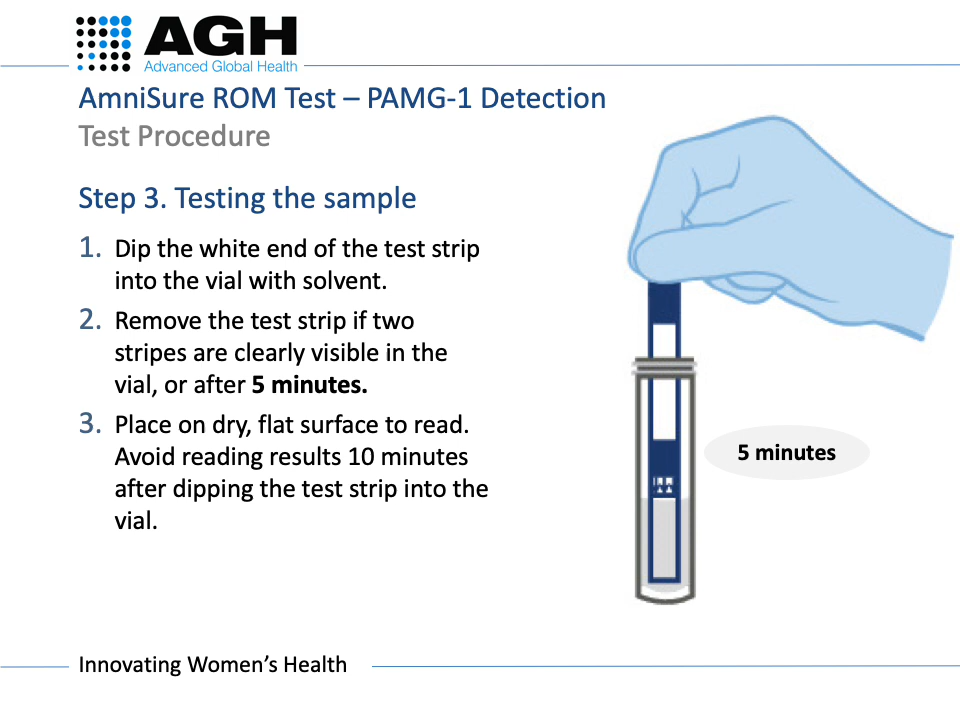 AGH
Advanced Global Health
AmniSure ROM Test – PAMG-1 Detection
Test Procedure
Step 3. Testing the sample
1. Dip the white end of the test strip
into the vial with solvent.
2. Remove the test strip if two
stripes are clearly visible in the
vial, or after 5 minutes.
3. Place on dry, flat surface to read.
Avoid reading results 10 minutes
after dipping the test strip into the
vial.
5 minutes
Innovating Women’s Health